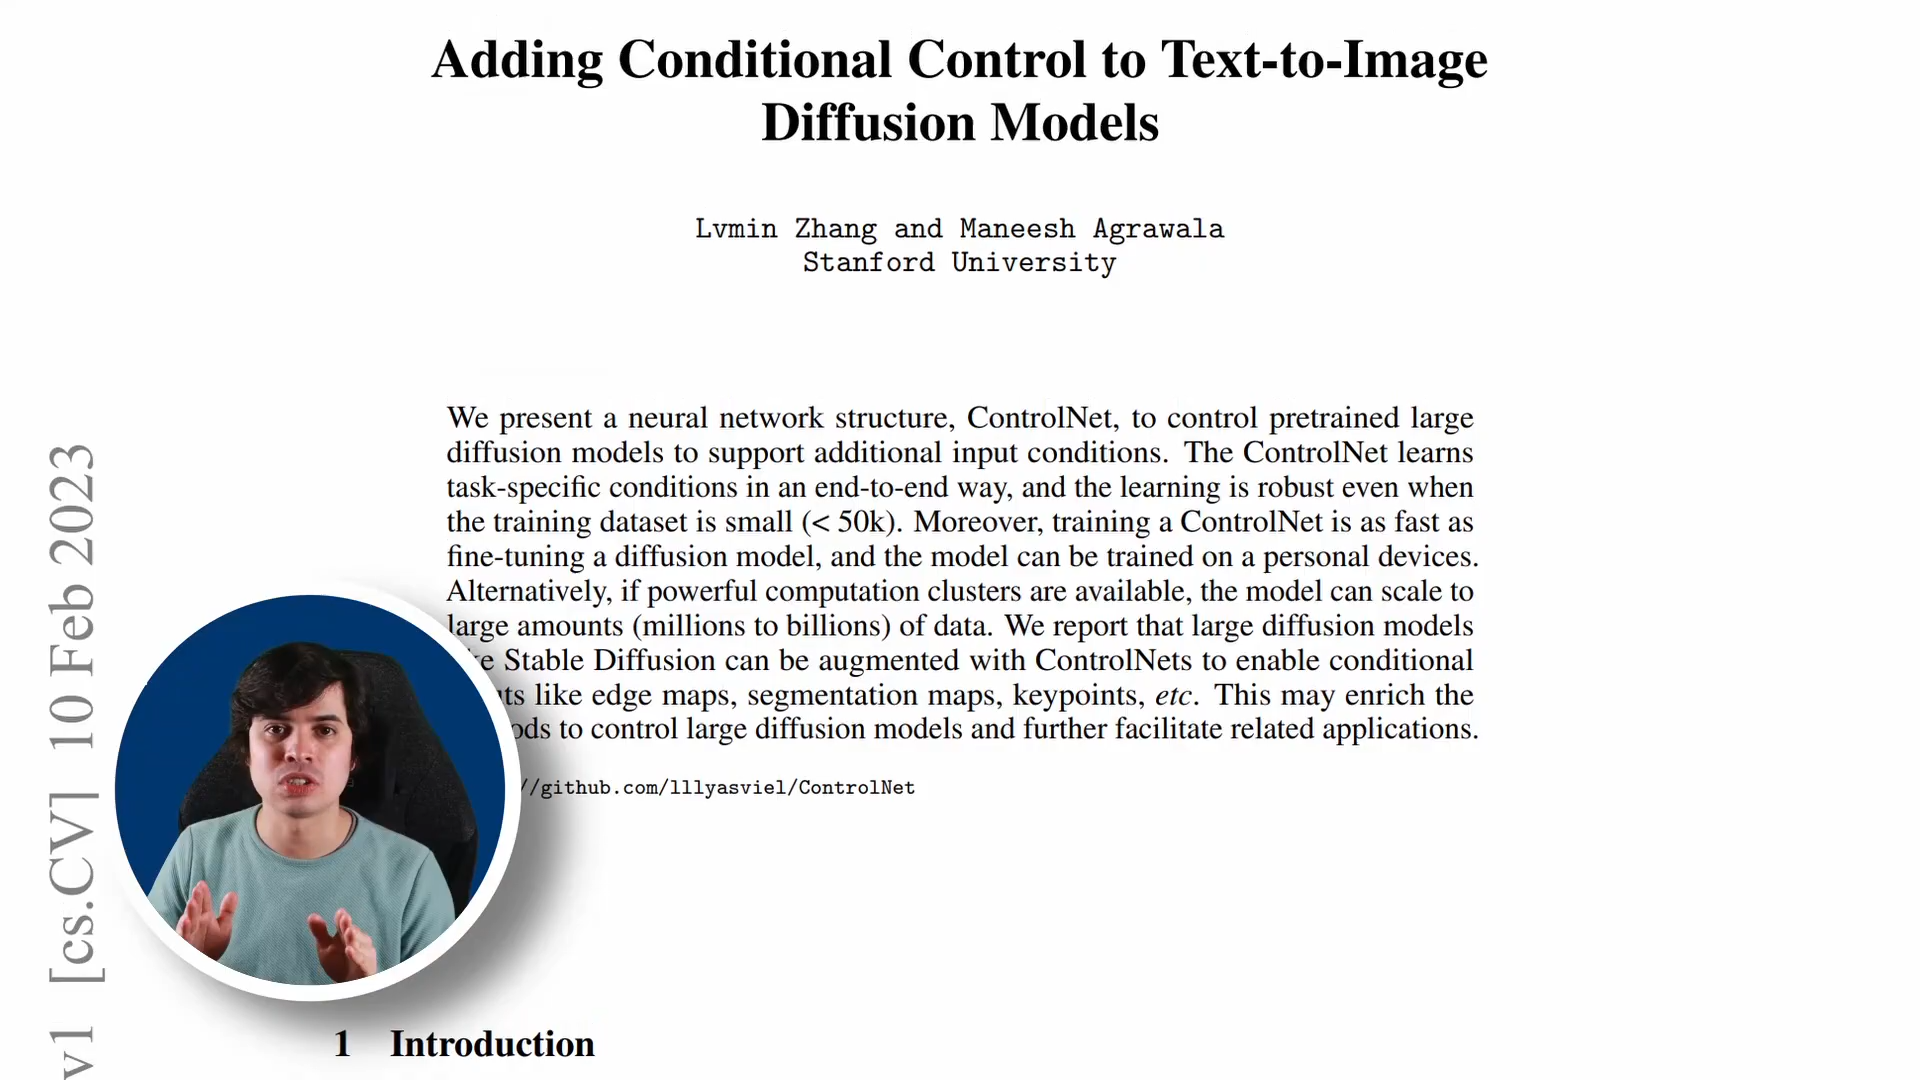 Adding Conditional Control to Text-to-Image
Diffusion Models
Lvmin Zhang and Maneesh Agrawala
Stanford University
We present a neural network structure, ControlNet, to control pretrained large
diffusion models to support additional input conditions. The ControlNet learns
task-specific conditions in an end-to-end way, and the learning is robust even when
the training dataset is small (< 50k). Moreover, training a ControlNet is as fast as
fine-tuning a diffusion model, and the model can be trained on a personal devices.
Alternatively, if powerful computation clusters are available, the model can scale to
large amounts (millions to billions) of data. We report that large diffusion models
Stable Diffusion can be augmented with ControlNets to enable conditional
like edge maps, segmentation maps, keypoints, etc. This may enrich the
to control large diffusion models and further facilitate related applications.
//github.com/lllyasviel/ControlNet
1 Introduction
v1 [cs.CV] 10 Feb 2023